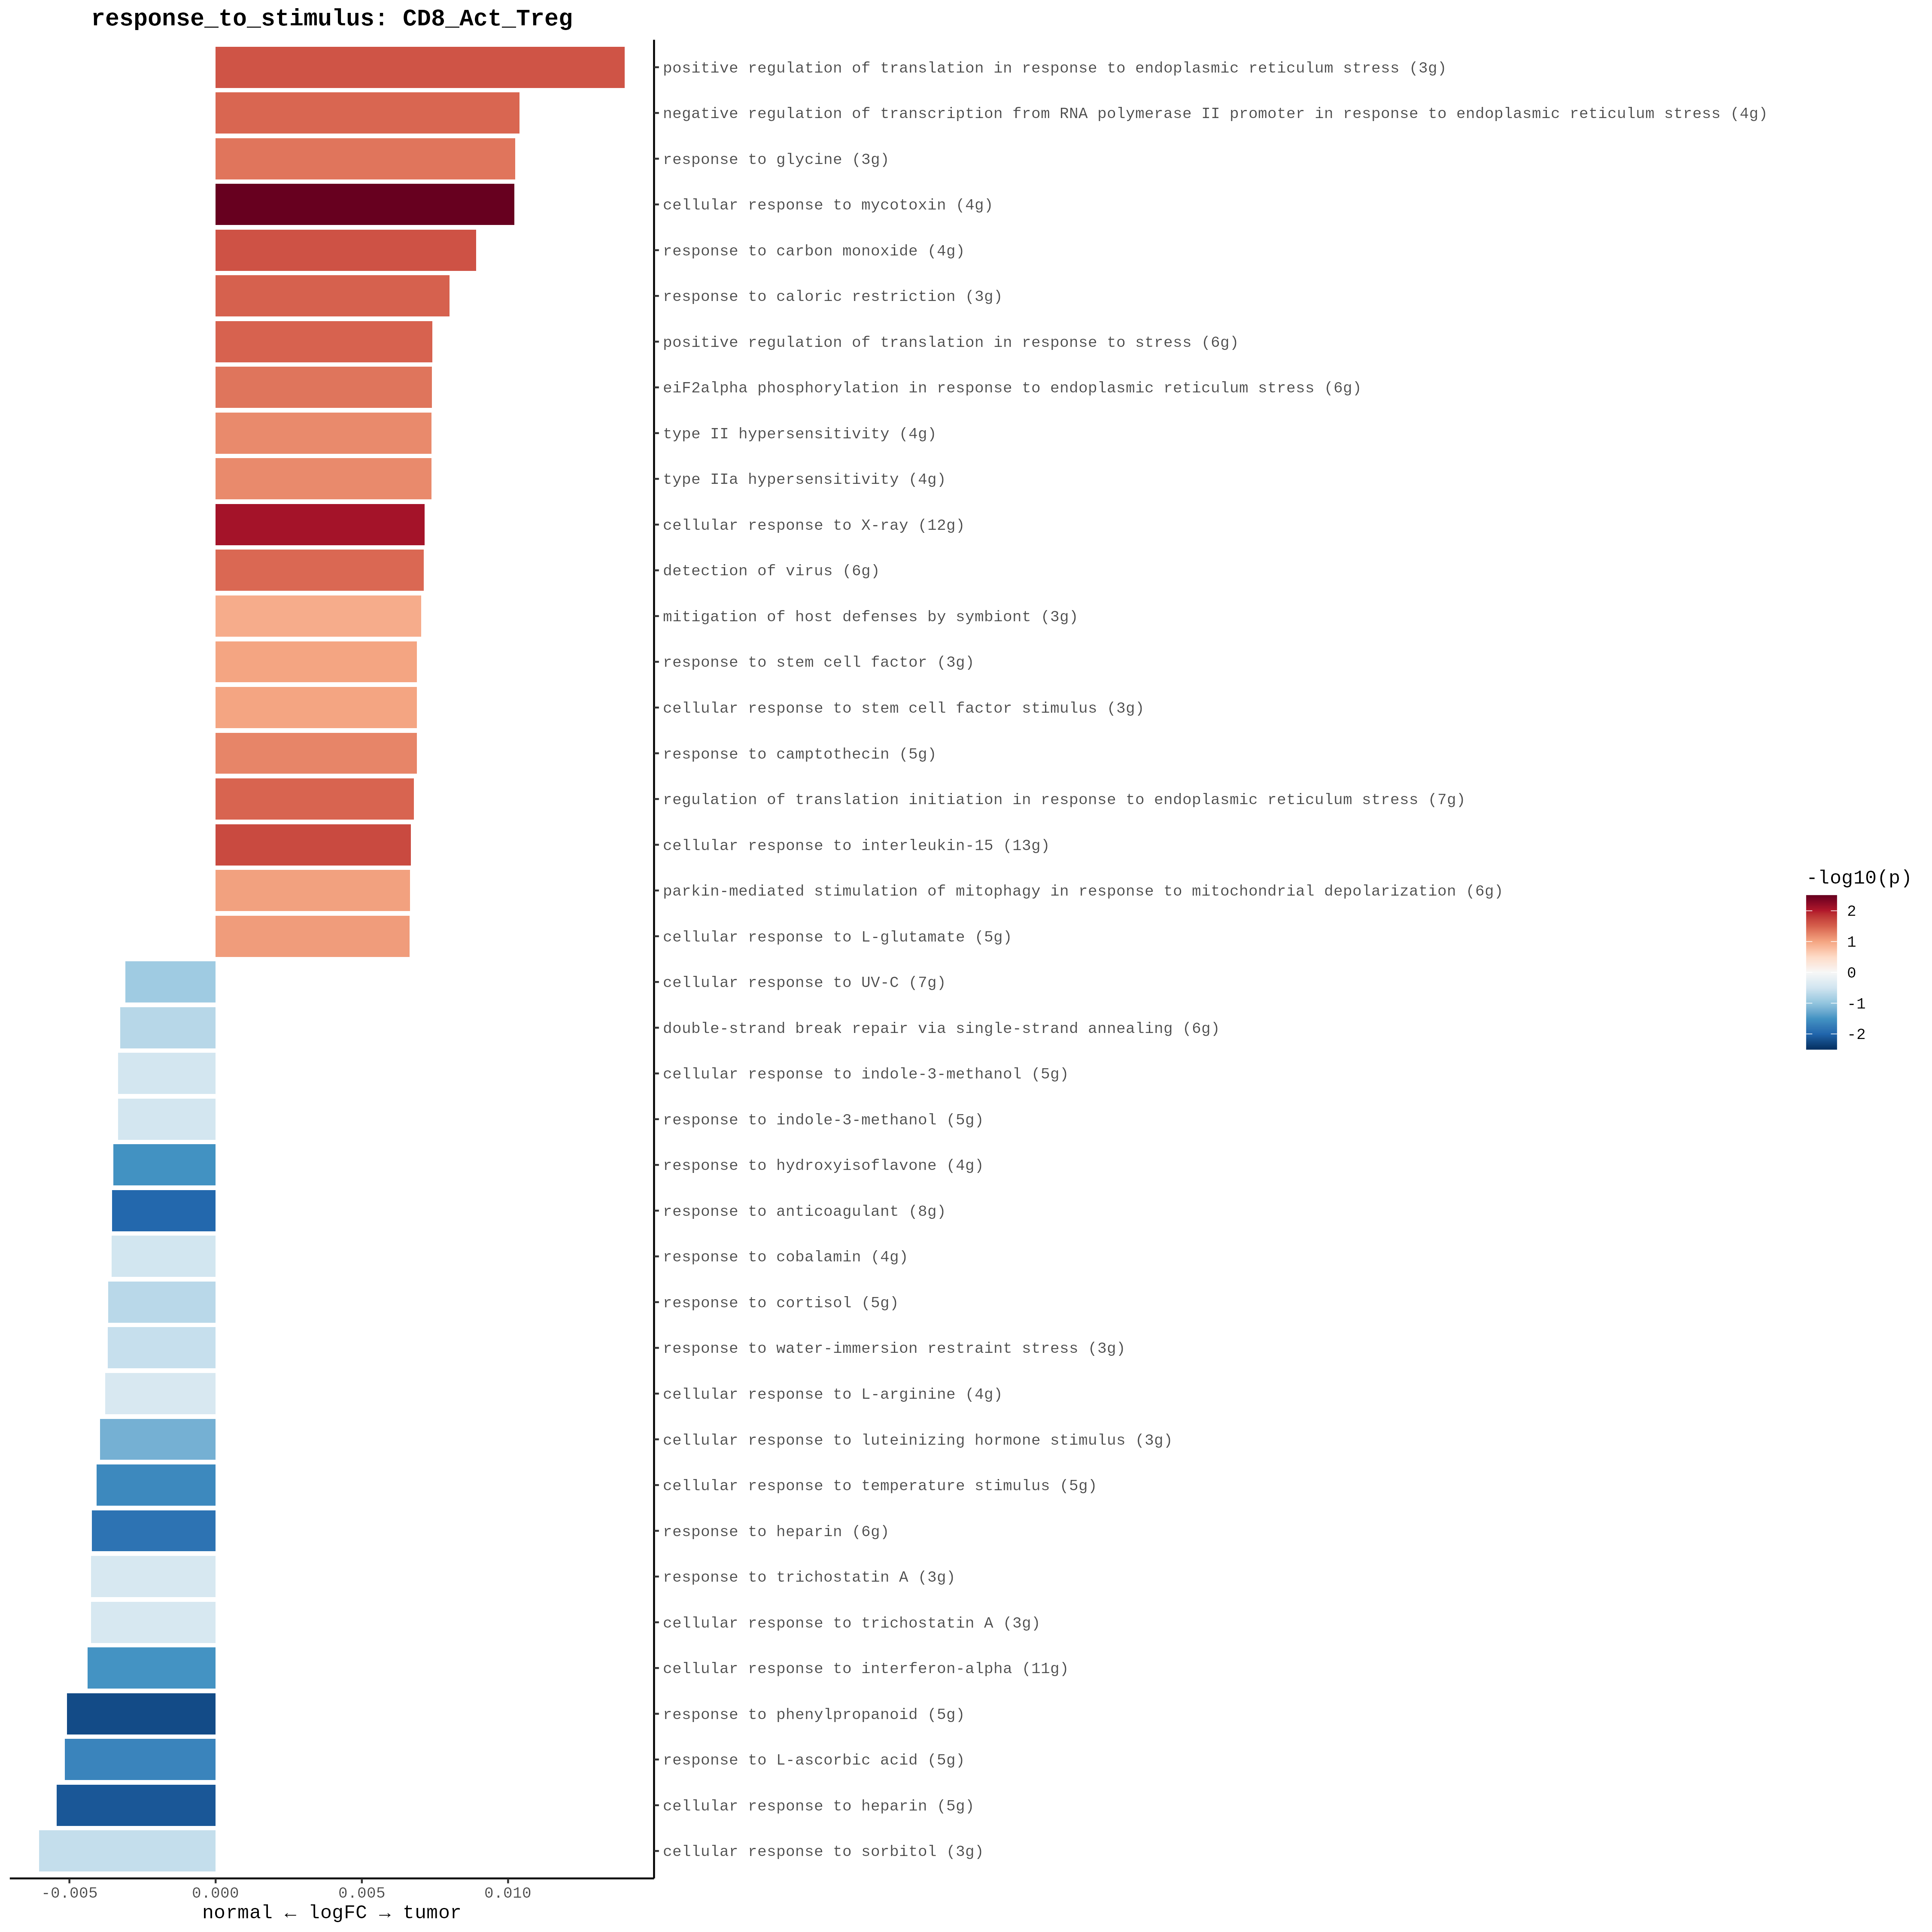 response_to_stimulus: CD8_Act_Treg
positive regulation of translation in response to endoplasmic reticulum stress (3g)
negative regulation of transcription from RNA polymerase II promoter in response to endoplasmic reticulum stress (4g)
response to glycine (3g)
cellular response to mycotoxin (4g)
response to carbon monoxide (4g)
response to caloric restriction (3g)
positive regulation of translation in response to stress (6g)
eiF2alpha phosphorylation in response to endoplasmic reticulum stress (6g)
type II hypersensitivity (4g)
type IIa hypersensitivity (4g)
cellular response to X-ray (12g)
detection of virus (6g)
mitigation of host defenses by symbiont (3g)
response to stem cell factor (3g)
cellular response to stem cell factor stimulus (3g)
response to camptothecin (5g)
regulation of translation initiation in response to endoplasmic reticulum stress (7g)
cellular response to interleukin-15 (13g)
parkin-mediated stimulation of mitophagy in response to mitochondrial depolarization (6g)
cellular response to L-glutamate (5g)
cellular response to UV-C (7g)
double-strand break repair via single-strand annealing (6g)
cellular response to indole-3-methanol (5g)
response to indole-3-methanol (5g)
response to hydroxyisoflavone (4g)
response to anticoagulant (8g)
response to cobalamin (4g)
response to cortisol (5g)
response to water-immersion restraint stress (3g)
cellular response to L-arginine (4g)
cellular response to luteinizing hormone stimulus (3g)
cellular response to temperature stimulus (5g)
response to heparin (6g)
response to trichostatin A (3g)
cellular response to trichostatin A (3g)
cellular response to interferon-alpha (11g)
response to phenylpropanoid (5g)
response to L-ascorbic acid (5g)
cellular response to heparin (5g)
cellular response to sorbitol (3g)
-0.005 0.000 0.005 0.010
normal ← logFC → tumor
-log10(p)
2
1
0
-1
-2